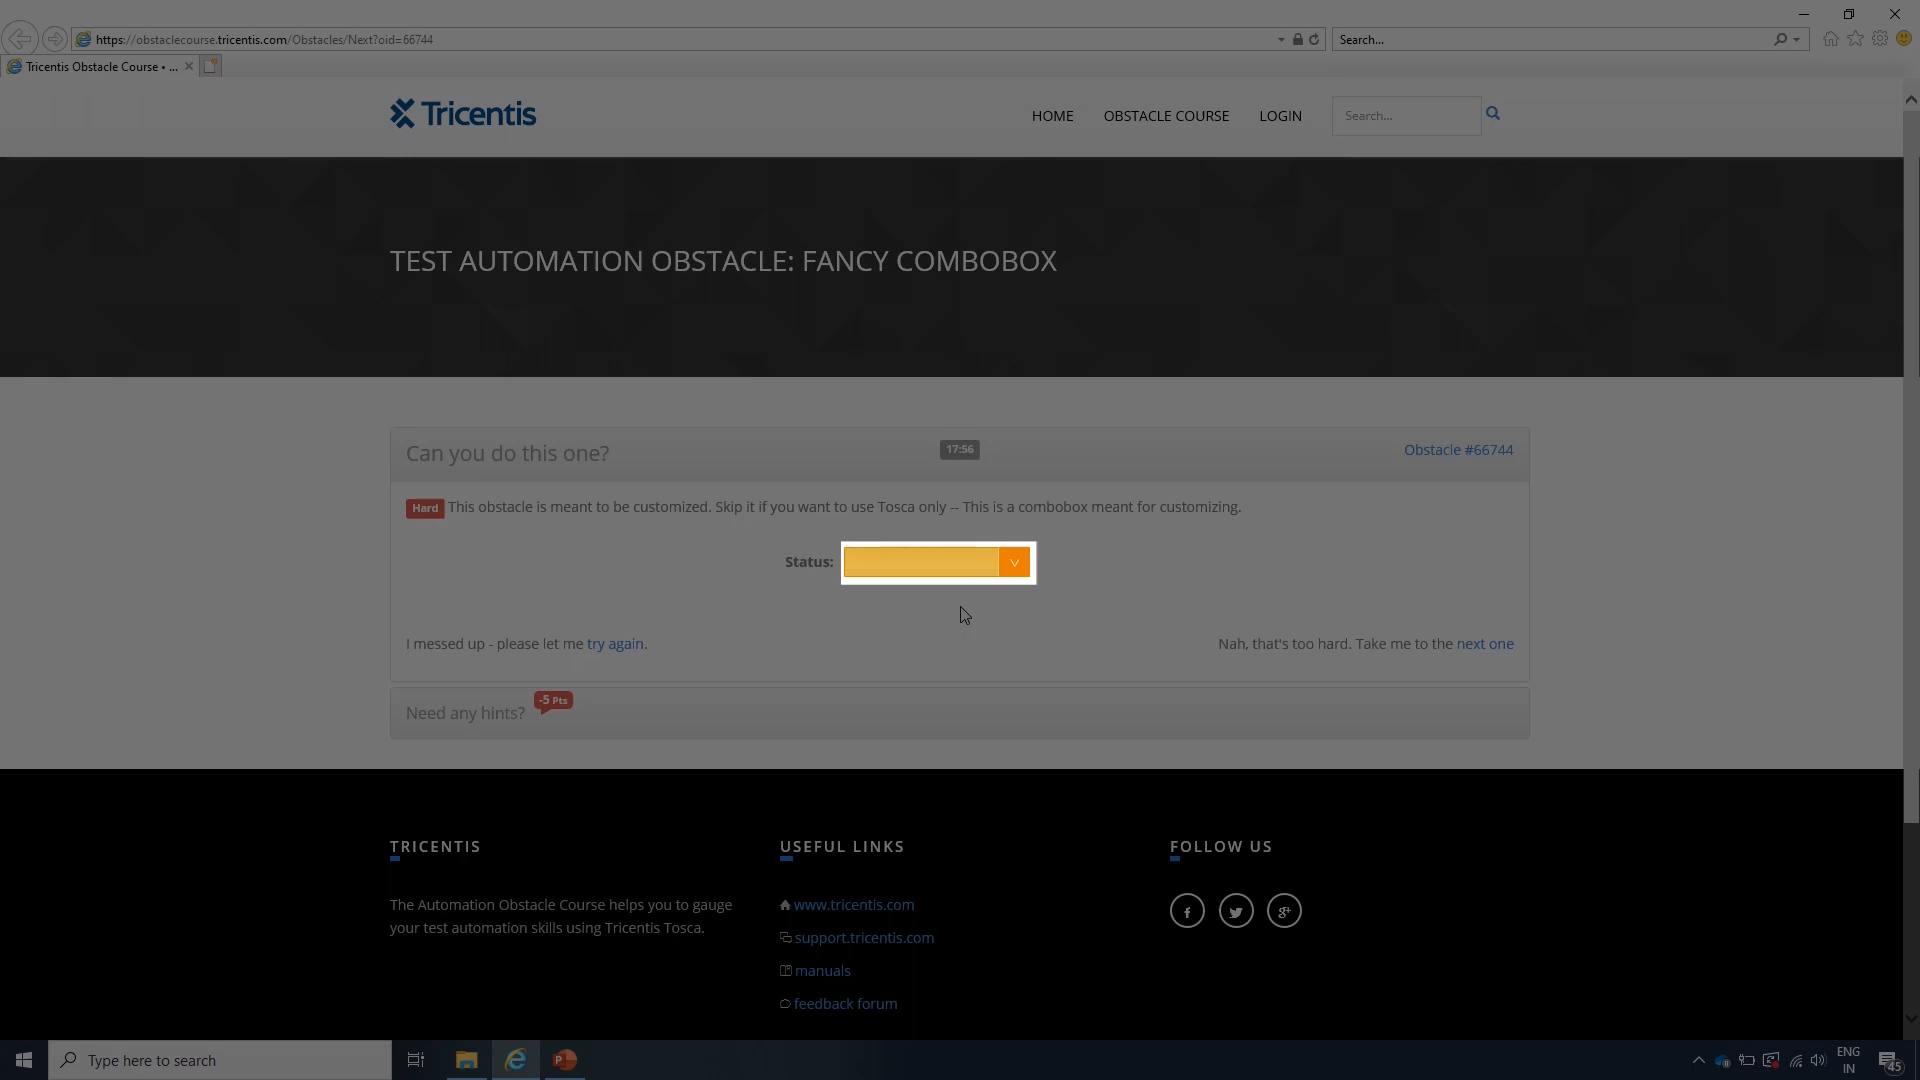 https://obstaclecourse.tricentis.com/Obstacles/Next?oid=66744
Search...
Tricentis Obstacle Course • ...
Tricentis
HOME
OBSTACLE COURSE
LOGIN
Search...
TEST AUTOMATION OBSTACLE: FANCY COMBOBOX
Can you do this one?
17:56
Obstacle #66744
Hard This obstacle is meant to be customized. Skip it if you want to use Tosca only -- This is a combobox meant for customizing.
Status:
I messed up - please let me try again.
Nah, that's too hard. Take me to the next one
Need any hints?
-5 Pts
TRICENTIS
The Automation Obstacle Course helps you to gauge
your test automation skills using Tricentis Tosca.
USEFUL LINKS
www.tricentis.com
support.tricentis.com
manuals
feedback forum
FOLLOW US
Type here to search
ENG
IN
45